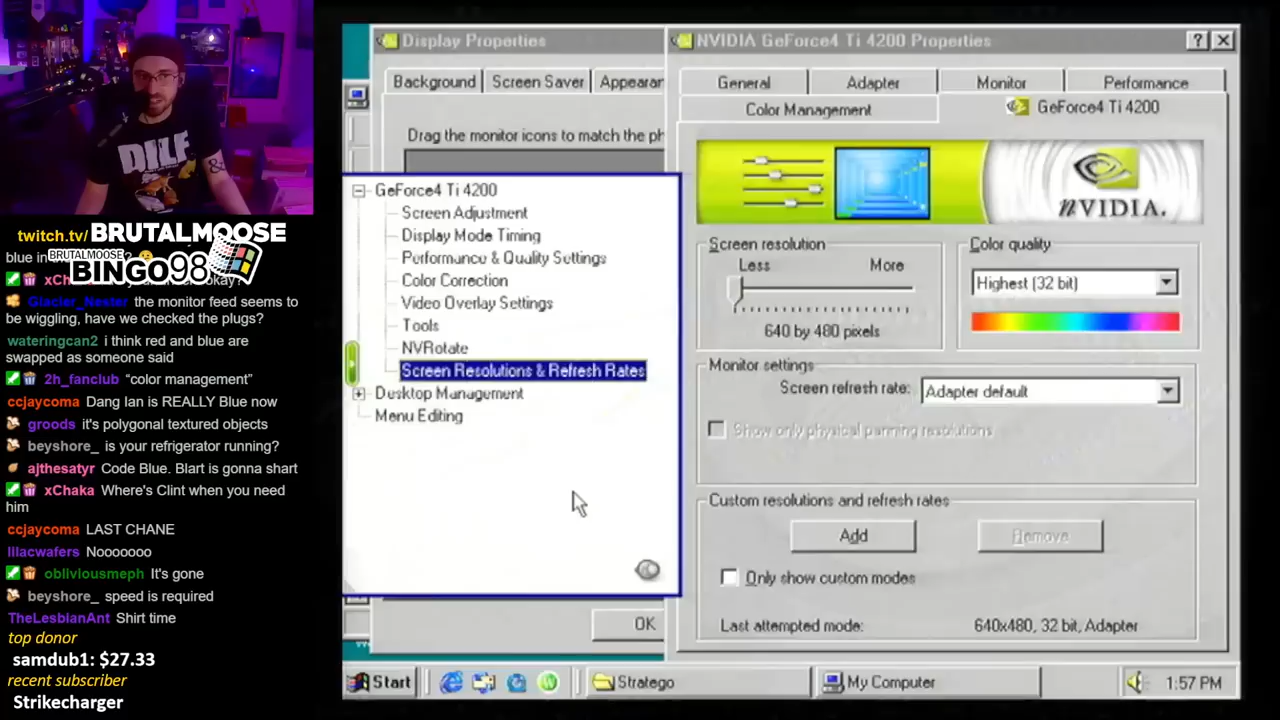 DILF
twitch.tv/BRUTALMOOSE
BRUTALMOOSE
BINGO98
blue in
xCh
okay?
Glacier_Nester the monitor feed seems to
be wiggling, have we checked the plugs?
wateringcan2 i think red and blue are
swapped as someone said
2h_fanclub “color management”
ccjaycoma Dang Ian is REALLY Blue now
groods it's polygonal textured objects
beyshore_ is your refrigerator running?
ajthesatyr Code Blue. Blart is gonna shart
xChaka Where's Clint when you need
him
ccjaycoma LAST CHANE
lilacwafers Nooooooo
obliviousmeph It's gone
beyshore_ speed is required
TheLesbianAnt Shirt time
top donor
samdub1: $27.33
recent subscriber
Strikecharger
Display Properties
Background
Screen Saver
Appearan
Drag the monitor icons to match the ph
GeForce4 Ti 4200
Screen Adjustment
Display Mode Timing
Performance & Quality Settings
Color Correction
Video Overlay Settings
Tools
NVRotate
Screen Resolutions & Refresh Rates
Desktop Management
Menu Editing
OK
NVIDIA GeForce4 Ti 4200 Properties
General
Adapter
Monitor
Performance
Color Management
GeForce4 Ti 4200
nVIDIA.
Screen resolution
Less
More
640 by 480 pixels
Color quality
Highest (32 bit)
Monitor settings
Screen refresh rate:
Adapter default
Show only physical panning resolutions
Custom resolutions and refresh rates
Add
Remove
Only show custom modes
Last attempted mode:
640x480, 32 bit, Adapter
Start
Stratego
My Computer
1:57 PM